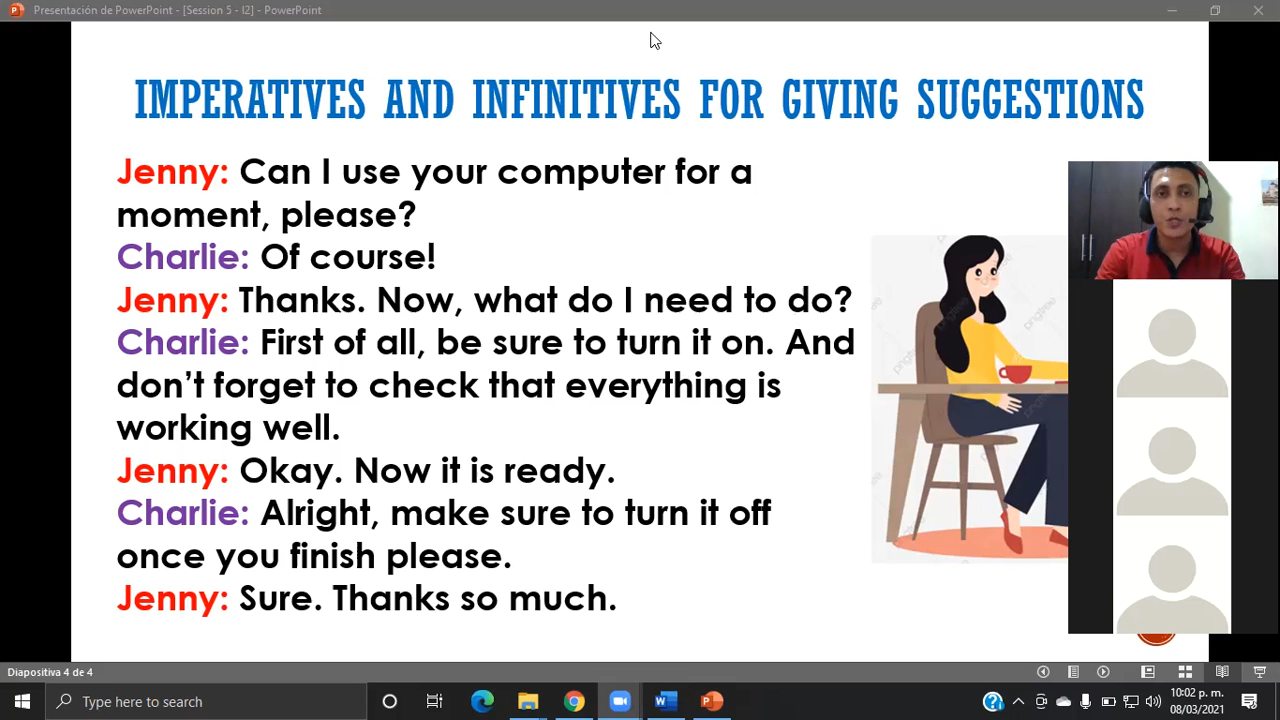 Presentación de PowerPoint - [Session 5 - I2] - PowerPoint
IMPERATIVES AND INFINITIVES FOR GIVING SUGGESTIONS
Jenny: Can I use your computer for a
moment, please?
Charlie: Of course!
Jenny: Thanks. Now, what do I need to do?
Charlie: First of all, be sure to turn it on. And
don't forget to check that everything is
working well.
Jenny: Okay. Now it is ready.
Charlie: Alright, make sure to turn it off
once you finish please.
Jenny: Sure. Thanks so much.
Diapositiva 4 de 4
Type here to search
10:02 p. m.
08/03/2021